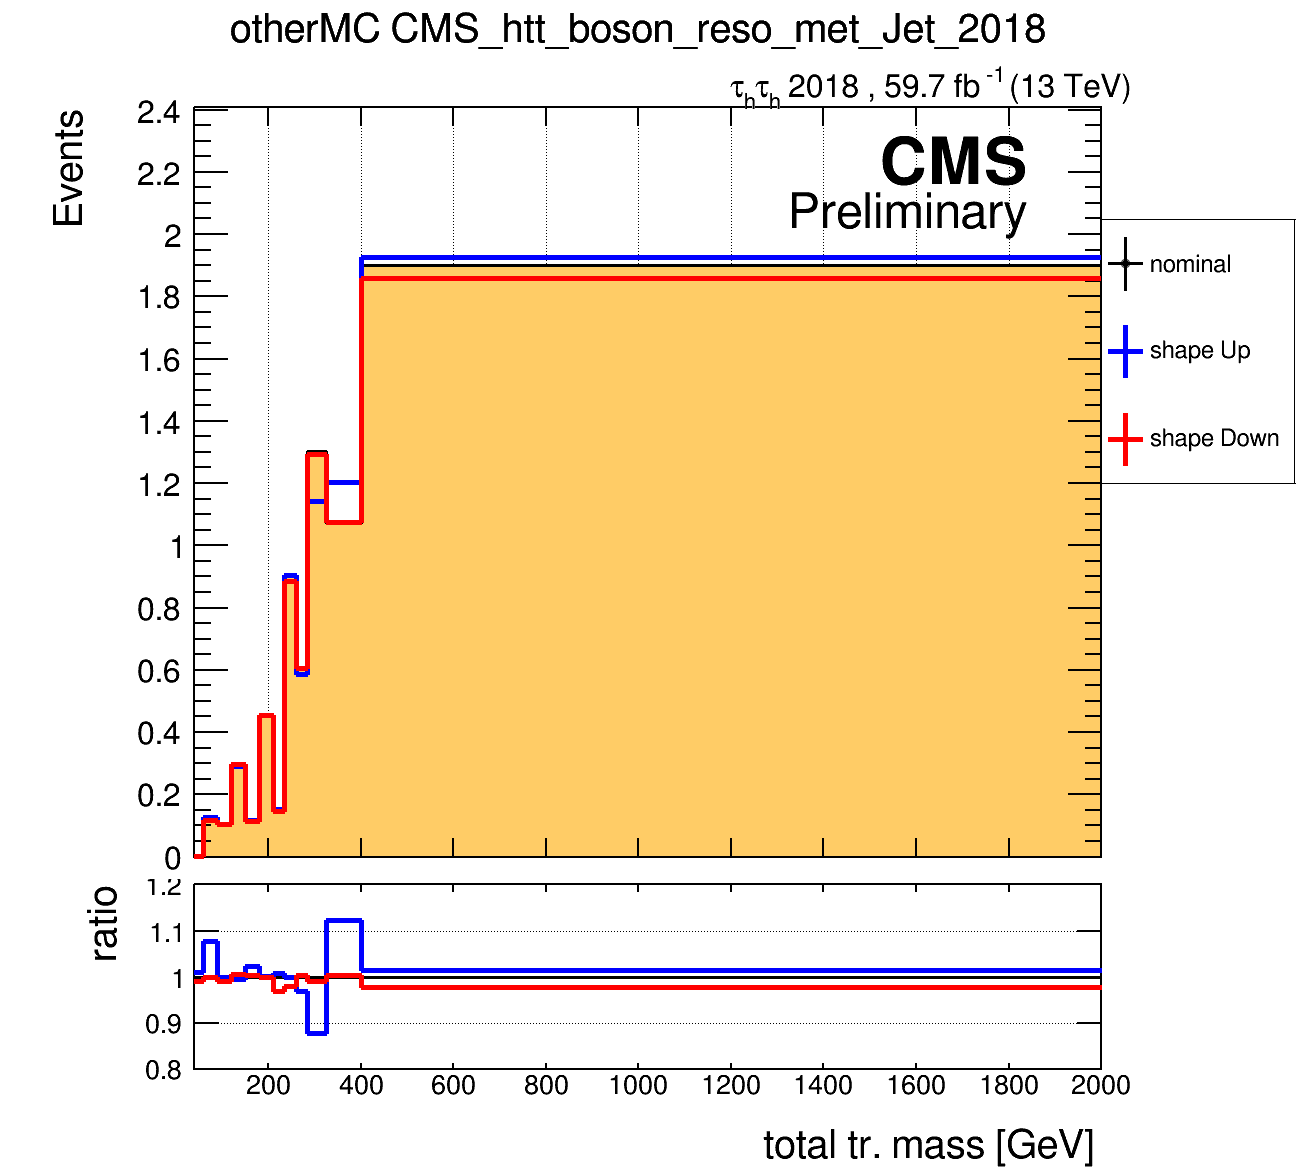 otherMC CMS_htt_boson_reso_met_Jet_2018
τhτh 2018 , 59.7 fb-1 (13 TeV)
CMS
Preliminary
Events
2.4
2.2
2
1.8
1.6
1.4
1.2
1
0.8
0.6
0.4
0.2
0
nominal
shape Up
shape Down
ratio
1.2
1.1
1
0.9
0.8
200 400 600 800 1000 1200 1400 1600 1800 2000
total tr. mass [GeV]